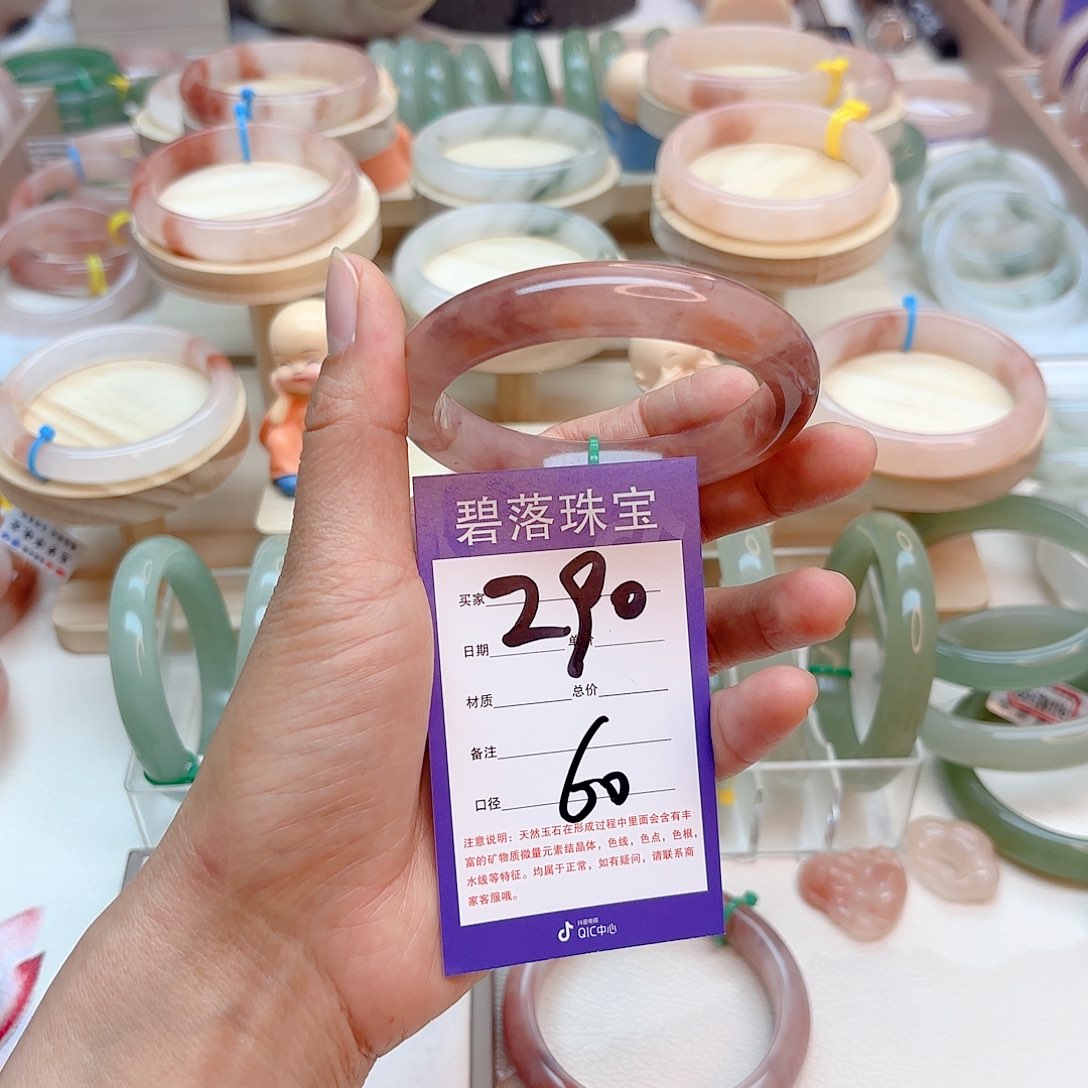 碧落珠宝
买家 290
日期 单价
材质 总价
备注
口径 60
注意说明：天然玉石在形成过程中里面会含有丰
富的矿物质微量元素结晶体，色线，色点，色根，
水线等特征。均属于正常，如有疑问，请联系商
家客服哦。
抖音电商
QIC中心